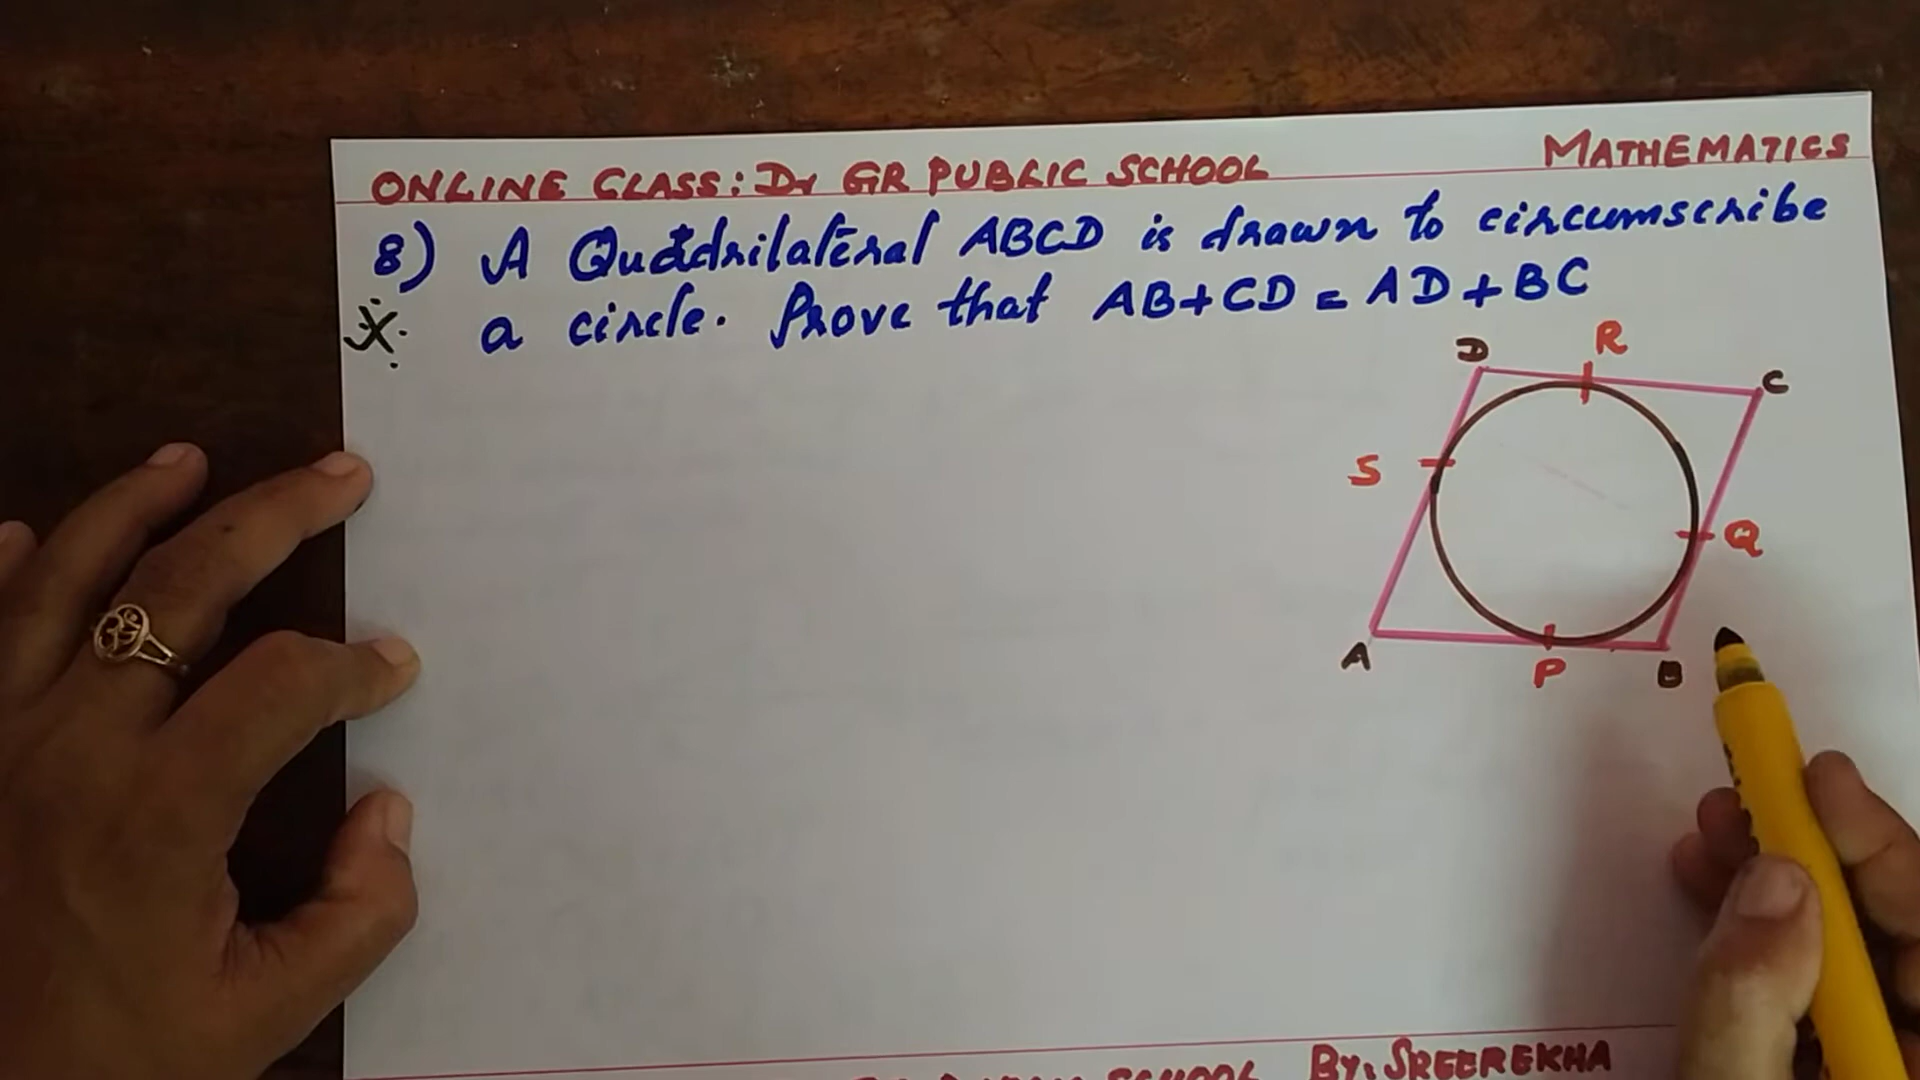 ONLINE CLASS: Dr GR PUBLIC SCHOOL
MATHEMATICS
8) A Quadrilateral ABCD is drawn to circumscribe
a circle. Prove that AB+CD = AD+BC
R
D
C
S
Q
A
P
B
SCHOOL BY: SREEREKHA